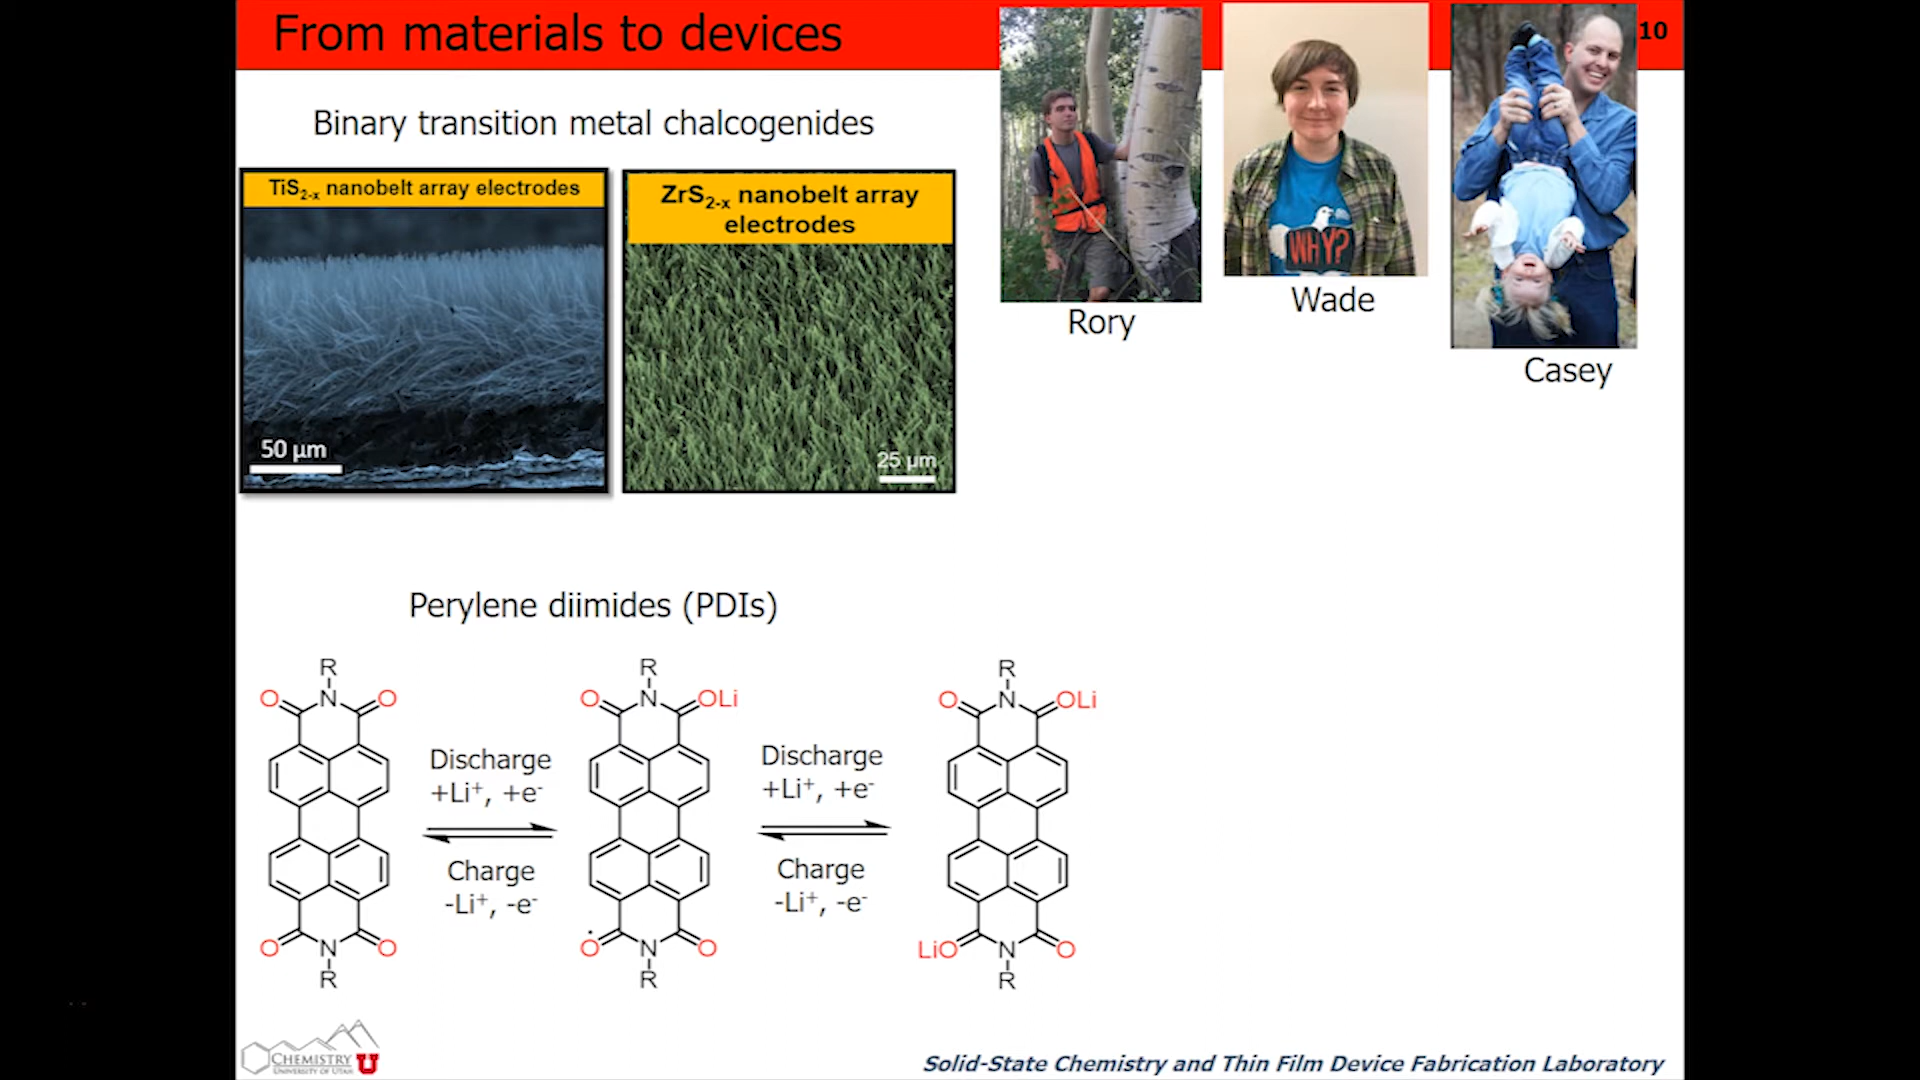 From materials to devices
10
Binary transition metal chalcogenides
TiS2-x nanobelt array electrodes
50 μm
ZrS2-x nanobelt array
electrodes
25 μm
WHY?
Rory
Wade
Casey
Perylene diimides (PDIs)
R
N
O
O
O
O
N
R
Discharge
+Li+, +e-
Charge
-Li+, -e-
R
N
O
OLi
O
O
N
R
Discharge
+Li+, +e-
Charge
-Li+, -e-
R
N
O
OLi
LiO
O
N
R
CHEMISTRY
UNIVERSITY OF UTAH
U
Solid-State Chemistry and Thin Film Device Fabrication Laboratory